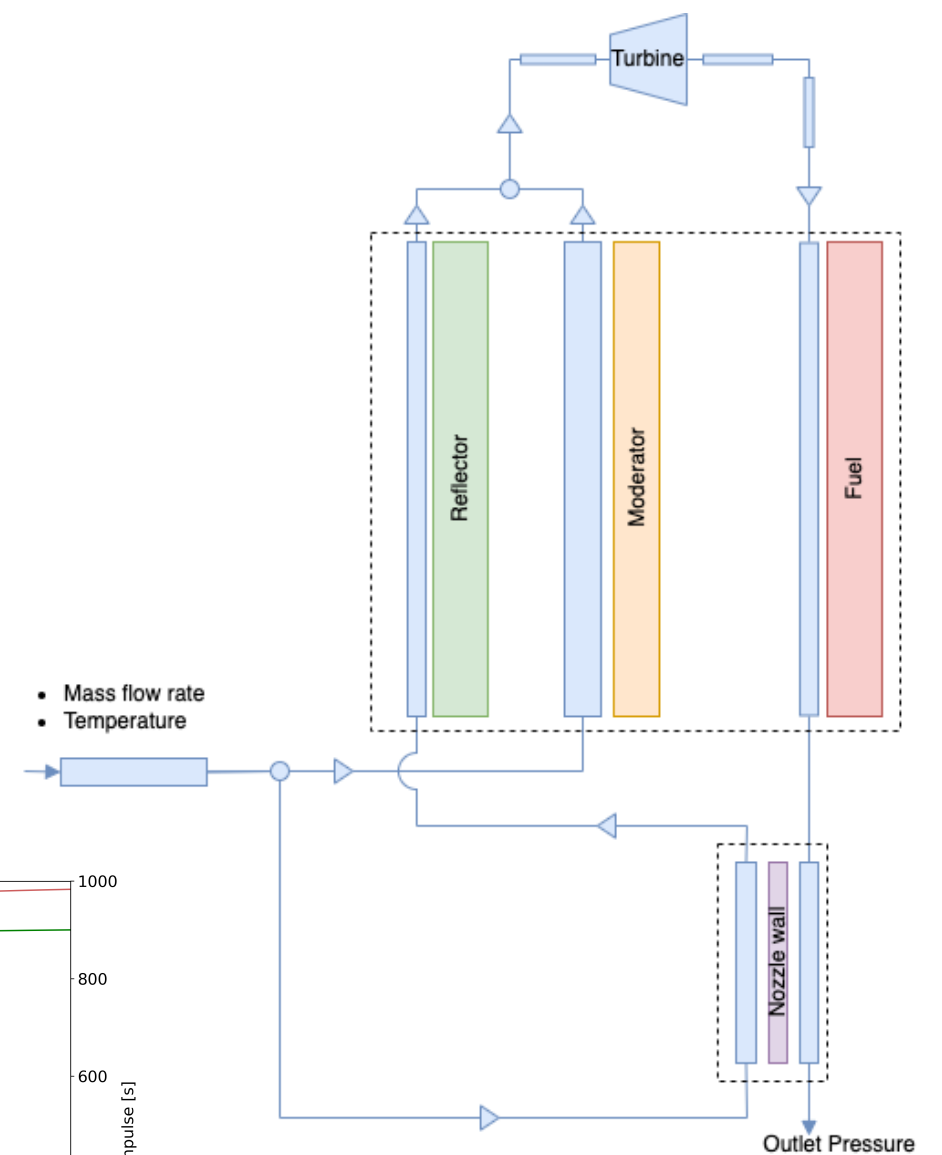 Turbine
Reflector
Moderator
Fuel
• Mass flow rate
• Temperature
1000
800
600
Nozzle wall
[s]
Outlet Pressure